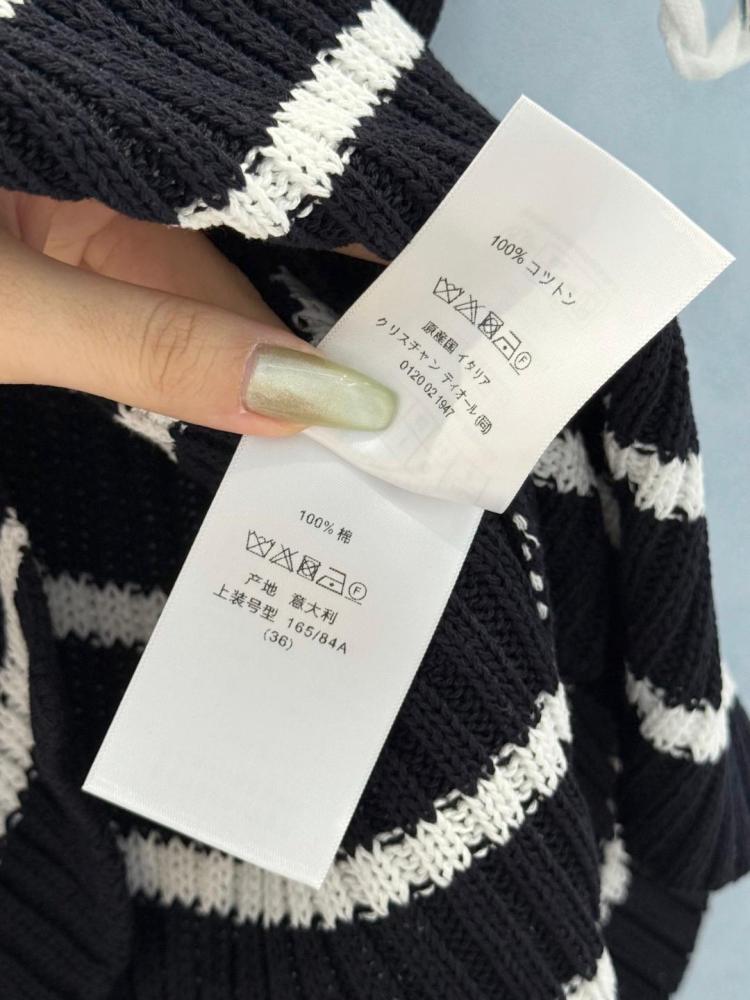 100% コットン
Ⓕ
原産国 イタリア
クリスチャン ディオール (同)
0120 02 1947
100% 棉
Ⓕ
产地 意大利
上装号型 165/84A
(36)